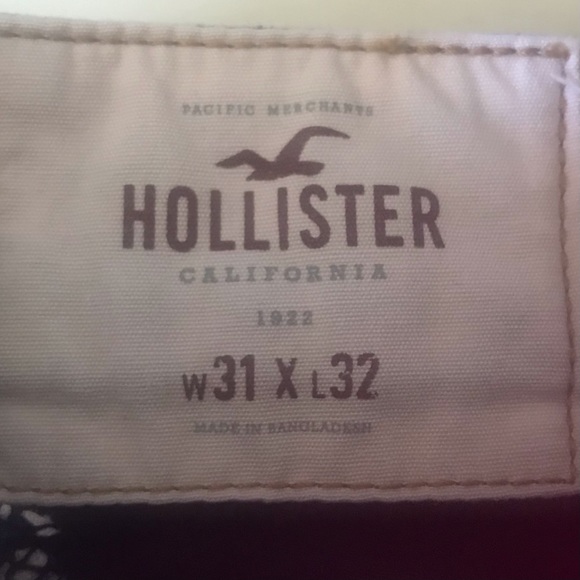 PACIFIC MERCHANTS
HOLLISTER
CALIFORNIA
1922
W31 X L32
MADE IN BANGLADESH